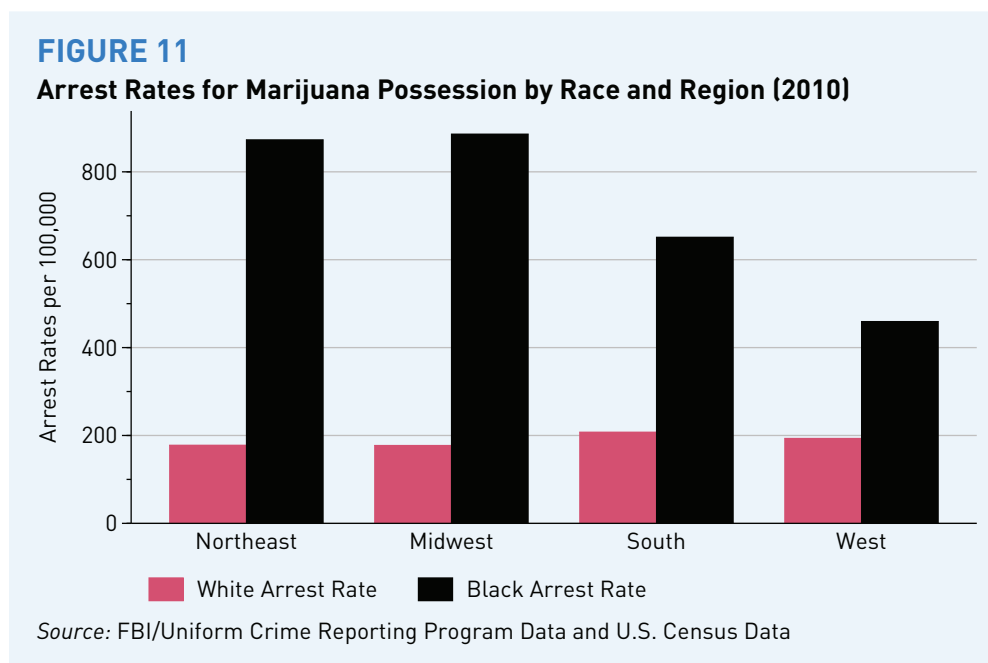 FIGURE 11
Arrest Rates for Marijuana Possession by Race and Region (2010)
Arrest Rates per 100,000
800
600
400
200
0
Northeast Midwest South West
White Arrest Rate Black Arrest Rate
Source: FBI/Uniform Crime Reporting Program Data and U.S. Census Data